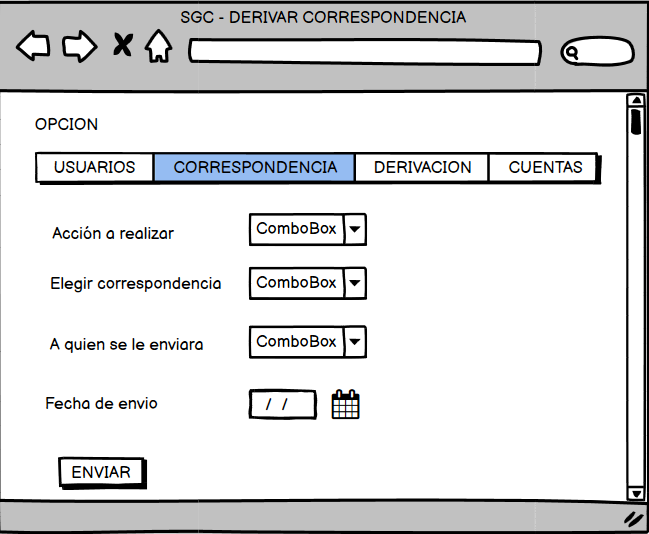 SGC - DERIVAR CORRESPONDENCIA
OPCION
USUARIOS CORRESPONDENCIA DERIVACION CUENTAS
Acción a realizar ComboBox
Elegir correspondencia ComboBox
A quien se le enviara ComboBox
Fecha de envio / /
ENVIAR